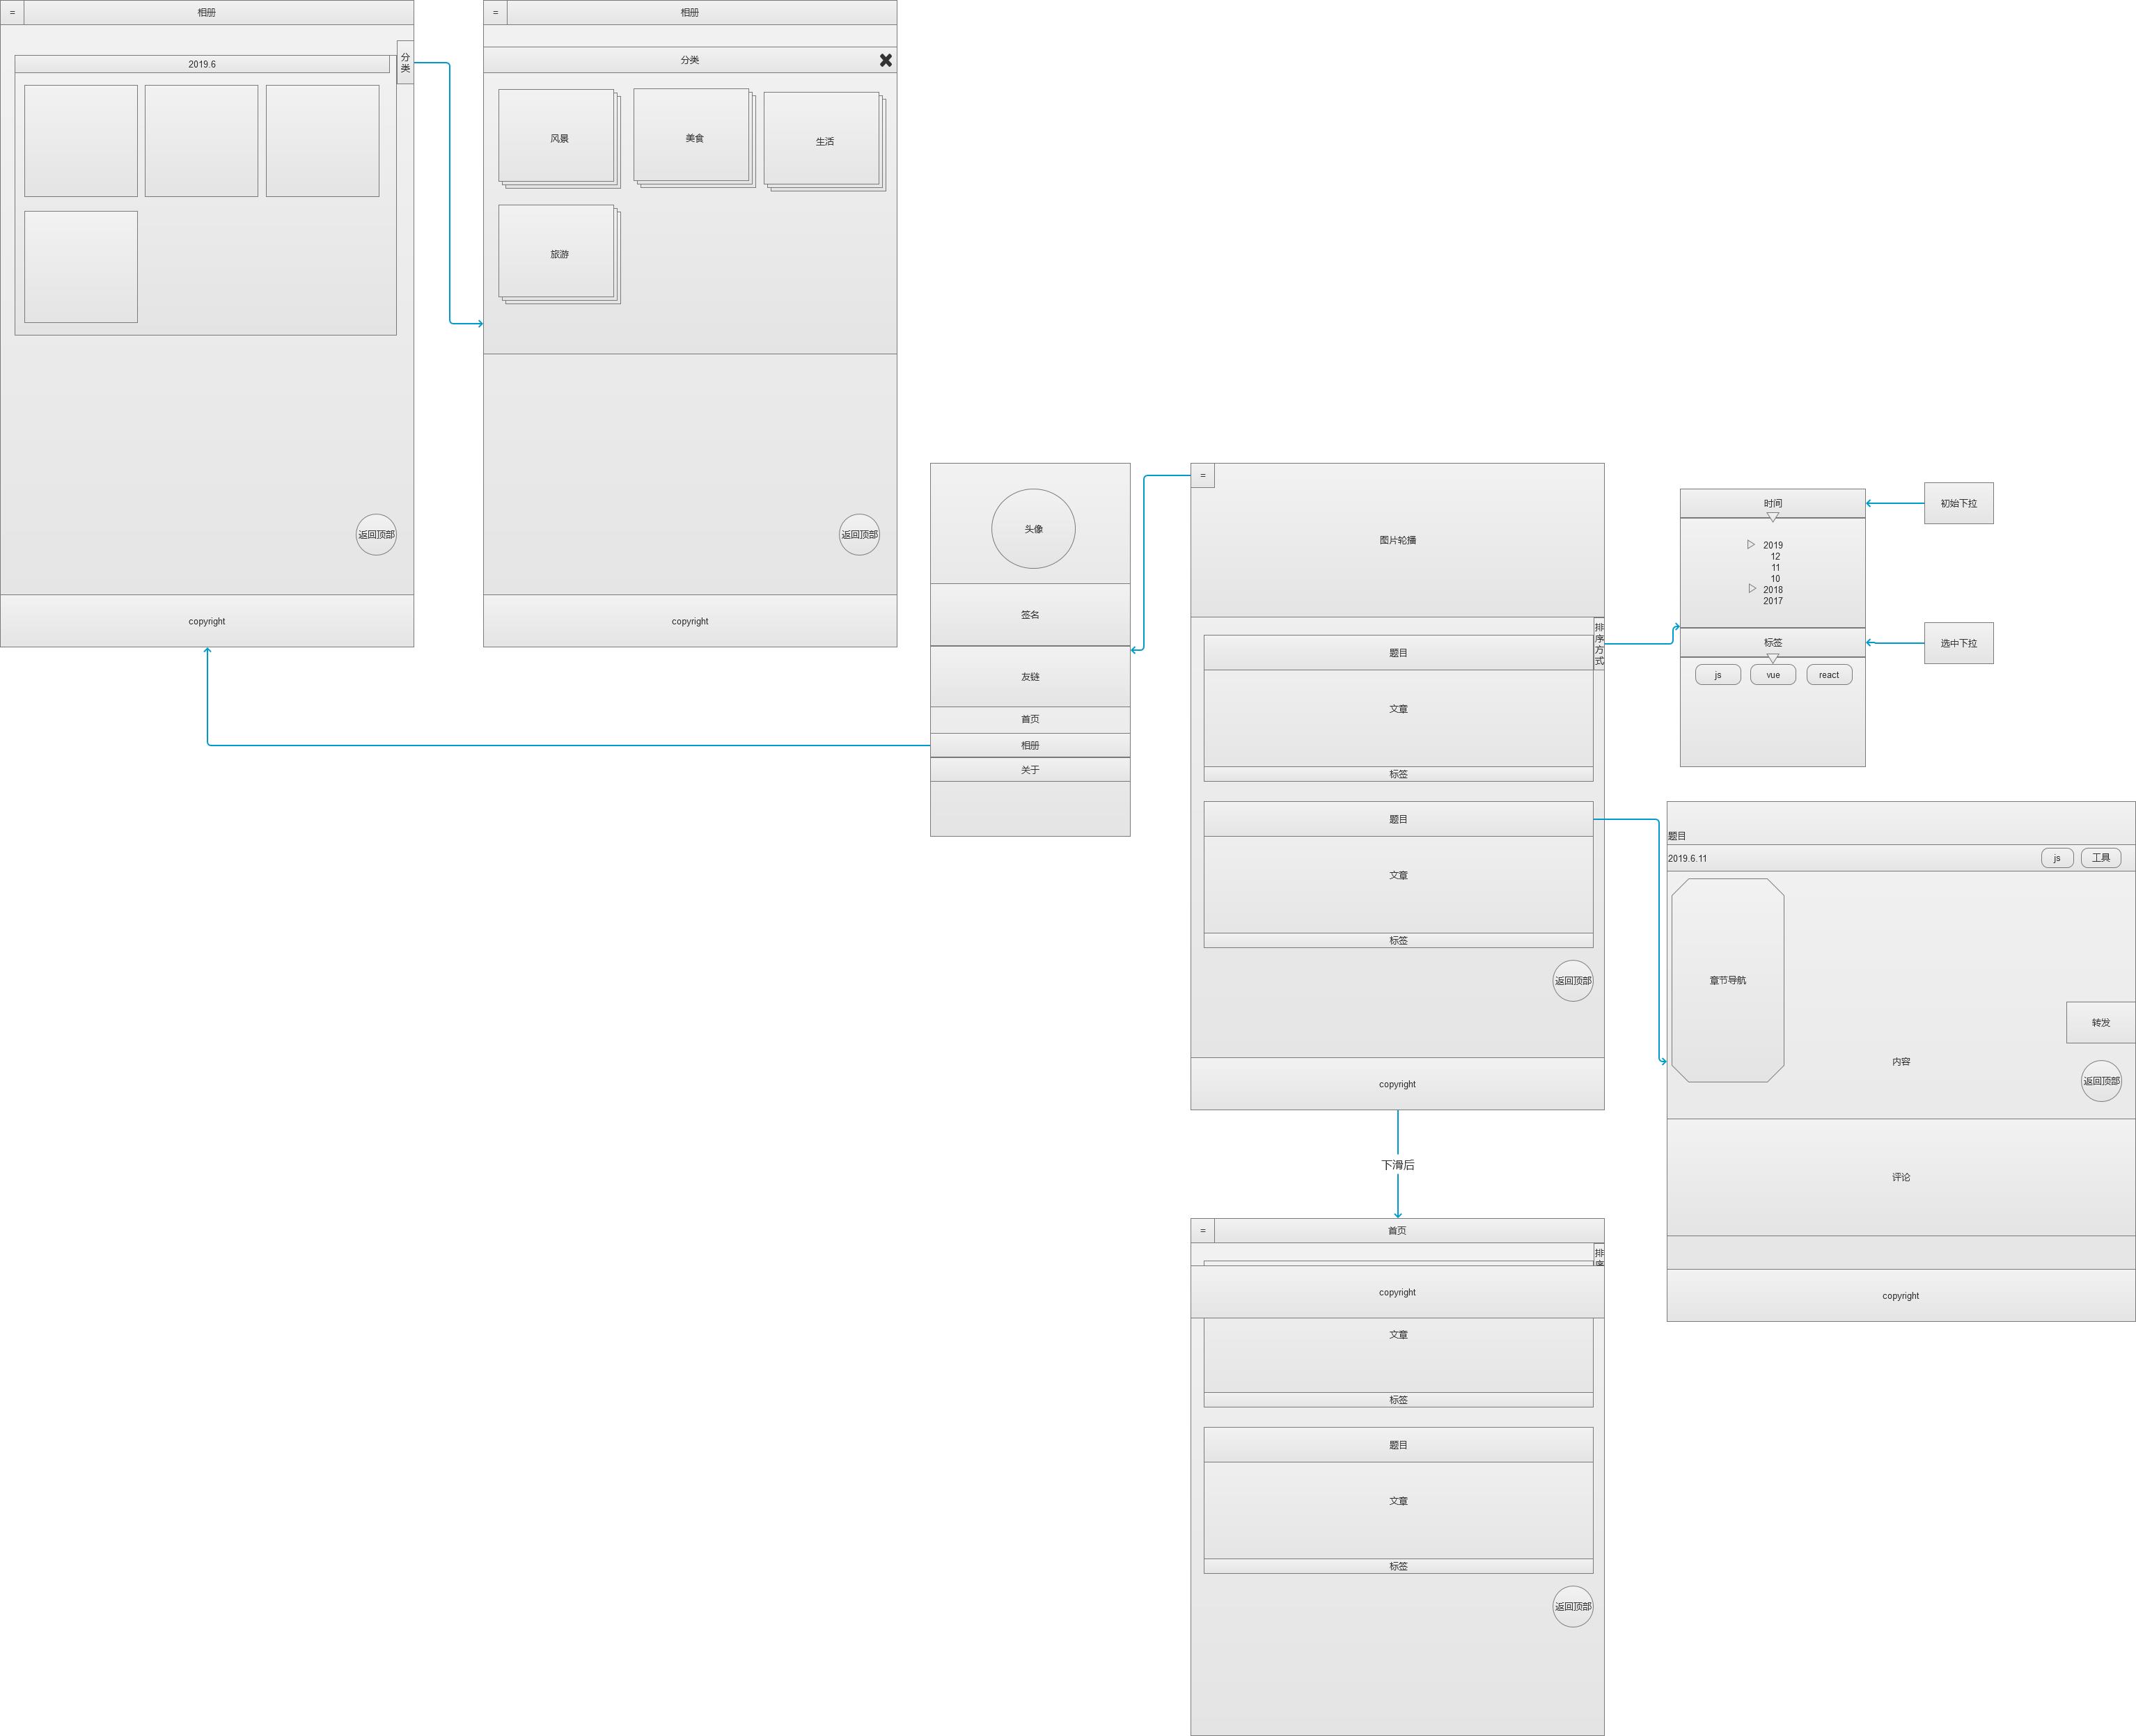 =
相册
分
类
2019.6
返回顶部
copyright
=
相册
分类
风景
美食
生活
旅游
返回顶部
copyright
头像
签名
友链
首页
相册
关于
=
图片轮播
排
序
方
式
题目
文章
标签
题目
文章
标签
返回顶部
copyright
下滑后
=
首页
排
序
copyright
文章
标签
题目
文章
标签
返回顶部
时间
2019
12
11
10
2018
2017
标签
js
vue
react
初始下拉
选中下拉
题目
2019.6.11
js
工具
章节导航
转发
内容
返回顶部
评论
copyright